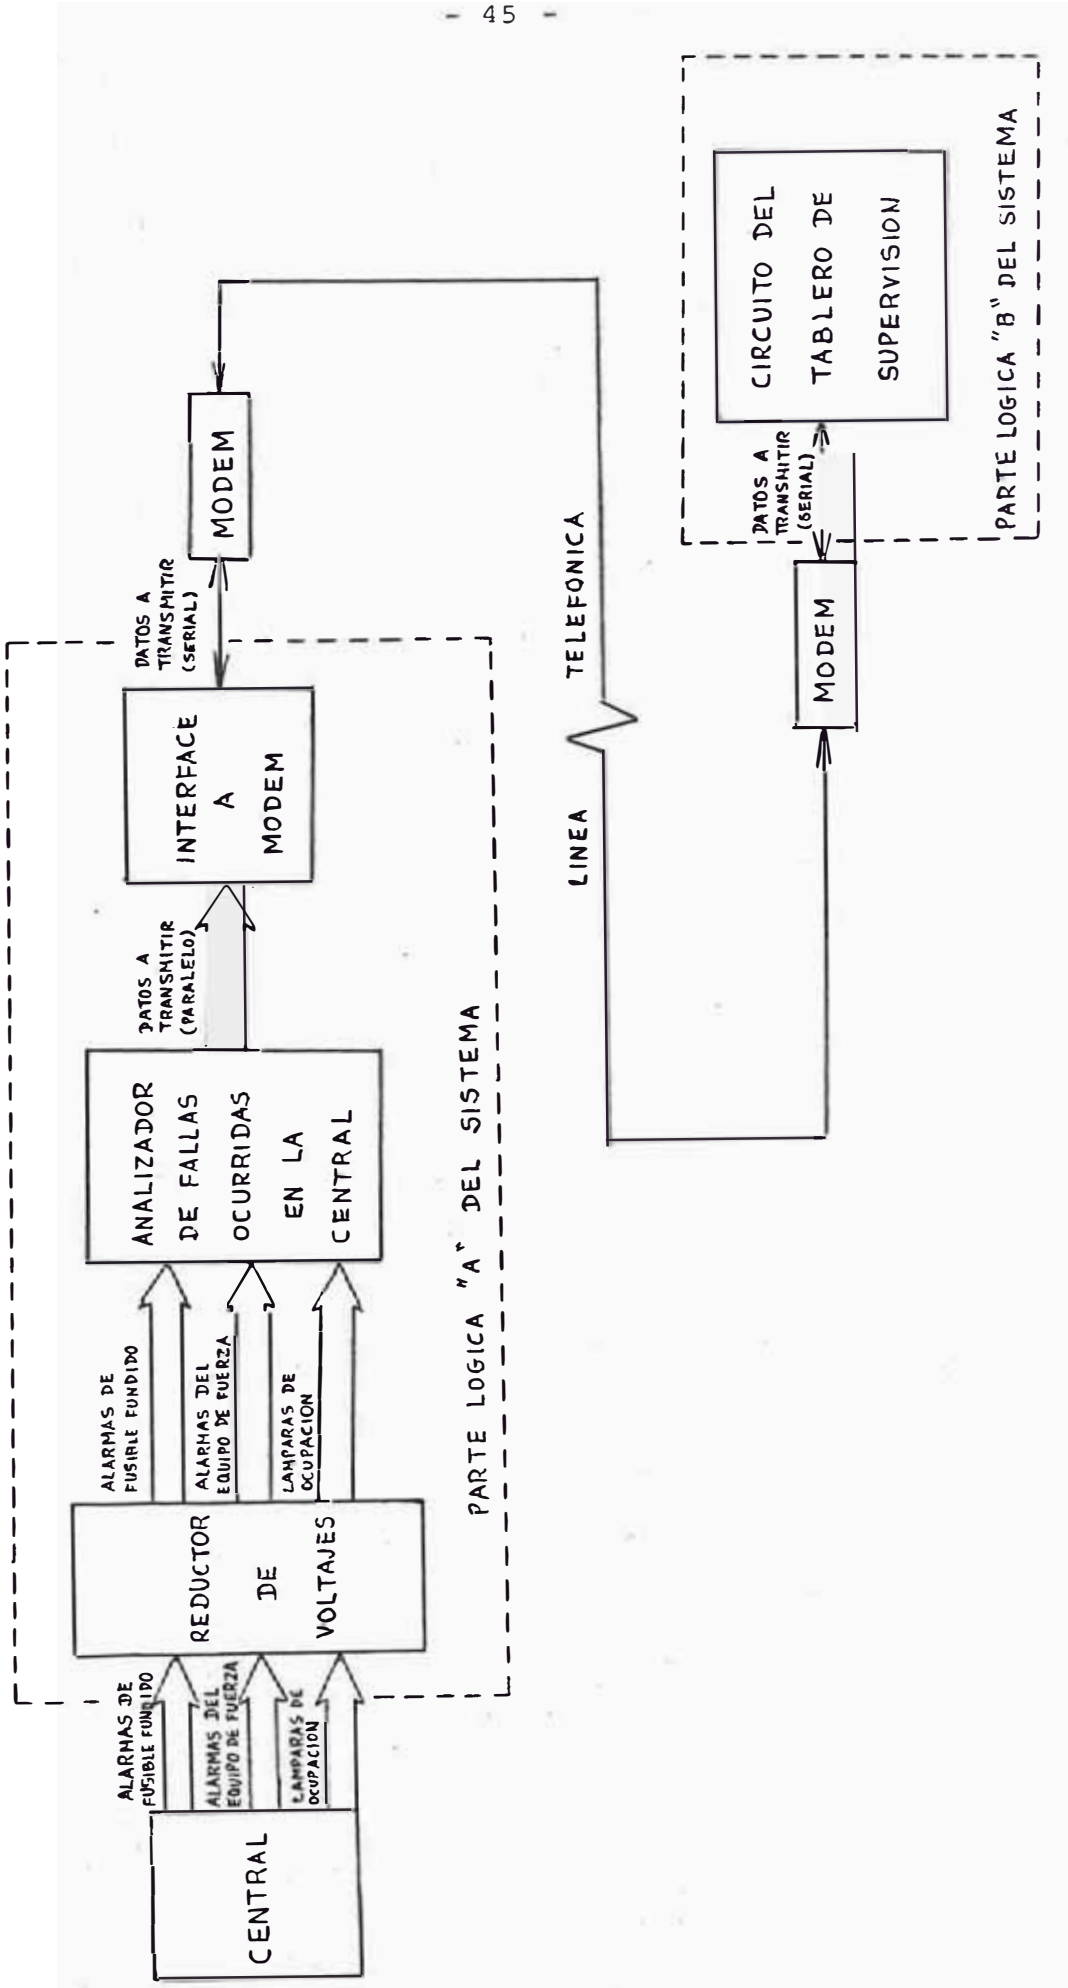 - 45 -
CENTRAL
ALARMAS DE
FUSIBLE FUNDIDO
ALARMAS DEL
EQUIPO DE FUERZA
LAMPARAS DE
OCUPACION
REDUCTOR
DE
VOLTAJES
ALARMAS DE
FUSIBLE FUNDIDO
ALARMAS DEL
EQUIPO DE FUERZA
LAMPARAS DE
OCUPACION
ANALIZADOR
DE FALLAS
OCURRIDAS
EN LA
CENTRAL
DATOS A
TRANSMITIR
(PARALELO)
INTERFACE
A
MODEM
DATOS A
TRANSMITIR
(SERIAL)
MODEM
PARTE LOGICA "A" DEL SISTEMA
LINEA TELEFONICA
MODEM
DATOS A
TRANSMITIR
(SERIAL)
CIRCUITO DEL
TABLERO DE
SUPERVISION
PARTE LOGICA "B" DEL SISTEMA